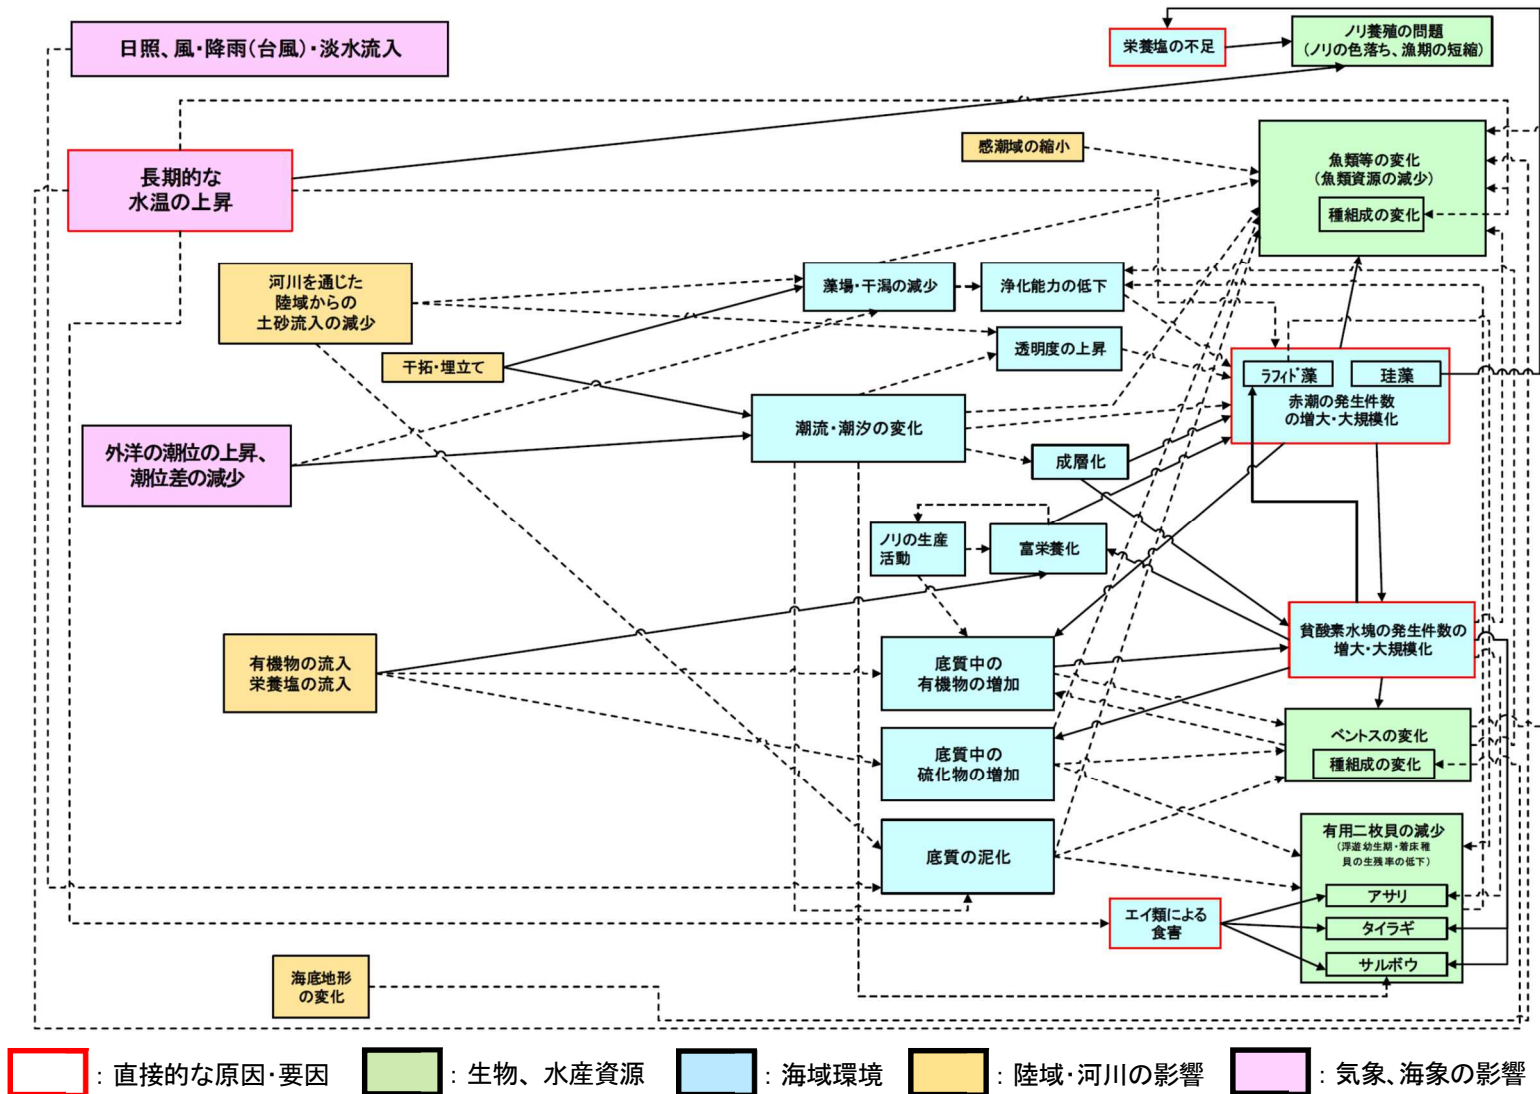 日照、風・降雨(台風)・淡水流入
栄養塩の不足
ノリ養殖の問題
(ノリの色落ち、漁期の短縮)
長期的な
水温の上昇
感潮域の縮小
魚類等の変化
(魚類資源の減少)
種組成の変化
河川を通じた
陸域からの
土砂流入の減少
藻場・干潟の減少
浄化能力の低下
透明度の上昇
干拓・埋立て
ラフィド藻
珪藻
赤潮の発生件数
の増大・大規模化
潮流・潮汐の変化
外洋の潮位の上昇、
潮位差の減少
成層化
ノリの生産
活動
富栄養化
貧酸素水塊の発生件数の
増大・大規模化
有機物の流入
栄養塩の流入
底質中の
有機物の増加
ベントスの変化
種組成の変化
底質中の
硫化物の増加
底質の泥化
有用二枚貝の減少
(浮遊幼生期・着床稚
貝の生残率の低下)
アサリ
タイラギ
サルボウ
エイ類による
食害
海底地形
の変化
:直接的な原因・要因
:生物、水産資源
:海域環境
:陸域・河川の影響
:気象、海象の影響